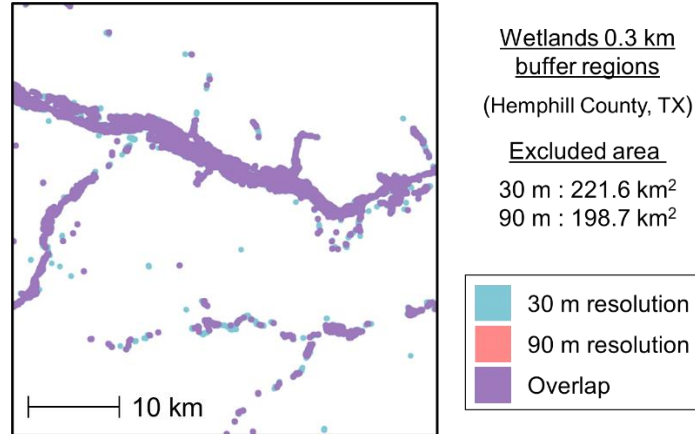 Wetlands 0.3 km
buffer regions
(Hemphill County, TX)
Excluded area
30 m : 221.6 km²
90 m : 198.7 km²
30 m resolution
90 m resolution
Overlap
10 km